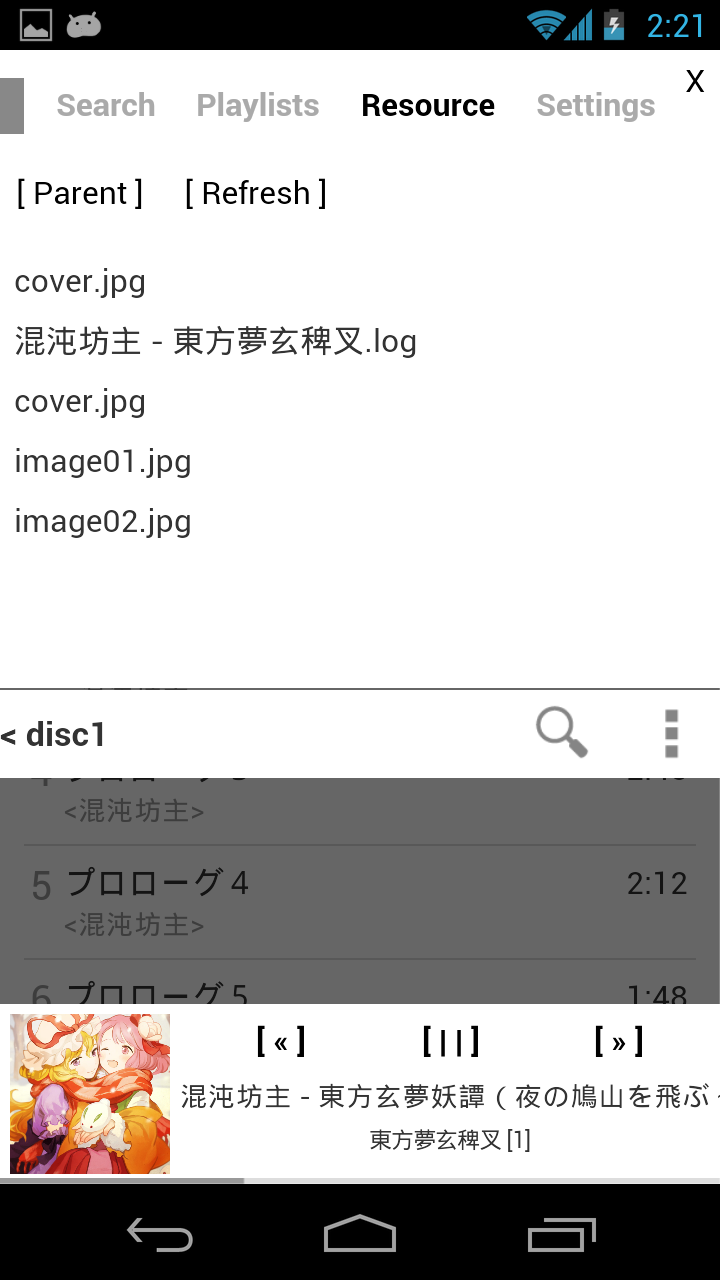 2:21
Search Playlists Resource Settings X
[ Parent ] [ Refresh ]
cover.jpg
混沌坊主 - 東方夢玄稗叉.log
cover.jpg
image01.jpg
image02.jpg
< disc1
<混沌坊主>
5 プロローグ 4 2:12
<混沌坊主>
6 プロローグ 5 1:48
[ « ] [ | | ] [ » ]
混沌坊主 - 東方玄夢妖譚 ( 夜の鳩山を飛ぶ
東方夢玄稗叉 [1]